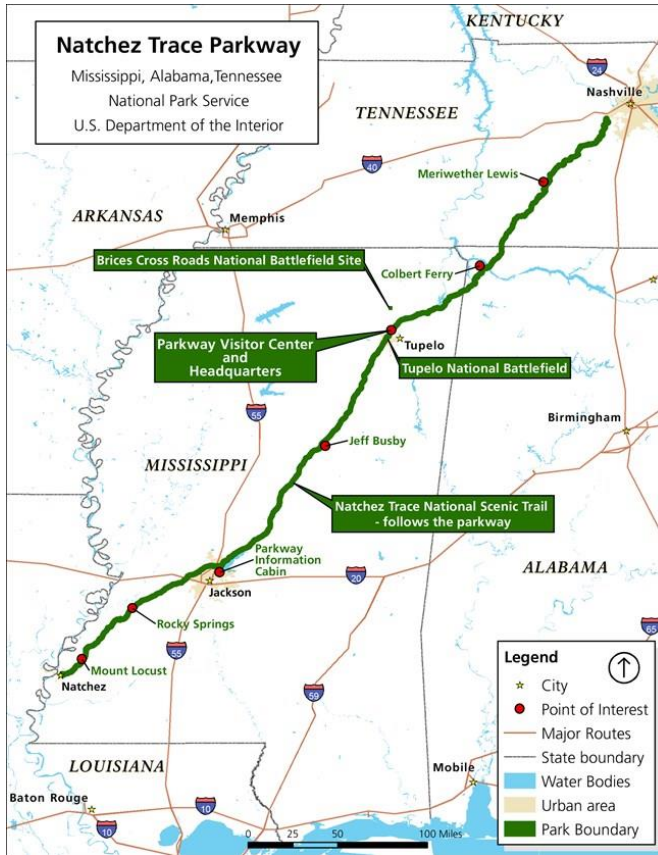 Natchez Trace Parkway
Mississippi, Alabama,Tennessee
National Park Service
U.S. Department of the Interior
KENTUCKY
24
Nashville
TENNESSEE
40
Meriwether Lewis
ARKANSAS
Memphis
Brices Cross Roads National Battlefield Site
Colbert Ferry
Parkway Visitor Center
and
Headquarters
Tupelo
Tupelo National Battlefield
55
Birmingham
Jeff Busby
MISSISSIPPI
Natchez Trace National Scenic Trail
- follows the parkway
Parkway
Information
Cabin
ALABAMA
20
Jackson
Rocky Springs
65
55
Mount Locust
Natchez
59
Legend
City
Point of Interest
Major Routes
State boundary
Water Bodies
Urban area
Park Boundary
LOUISIANA
Mobile
Baton Rouge
10
10
0 25 50 100 Miles